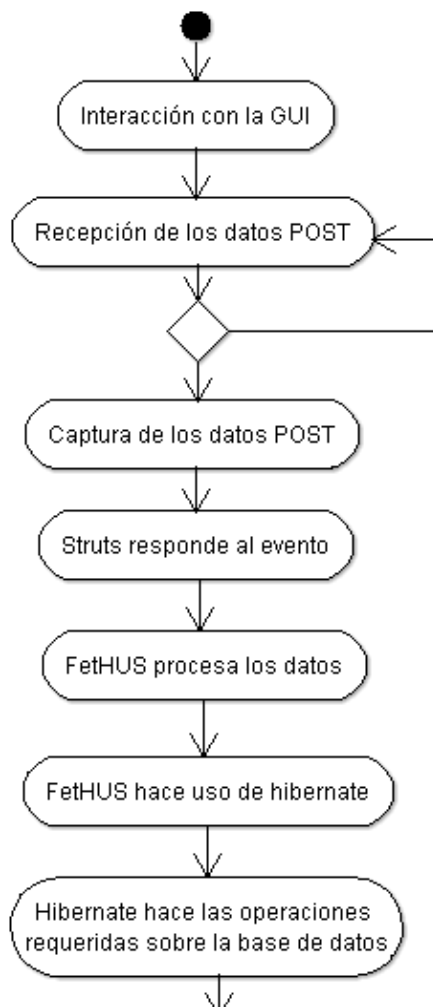 Interacción con la GUI
Recepción de los datos POST
Captura de los datos POST
Struts responde al evento
FetHUS procesa los datos
FetHUS hace uso de hibernate
Hibernate hace las operaciones
requeridas sobre la base de datos